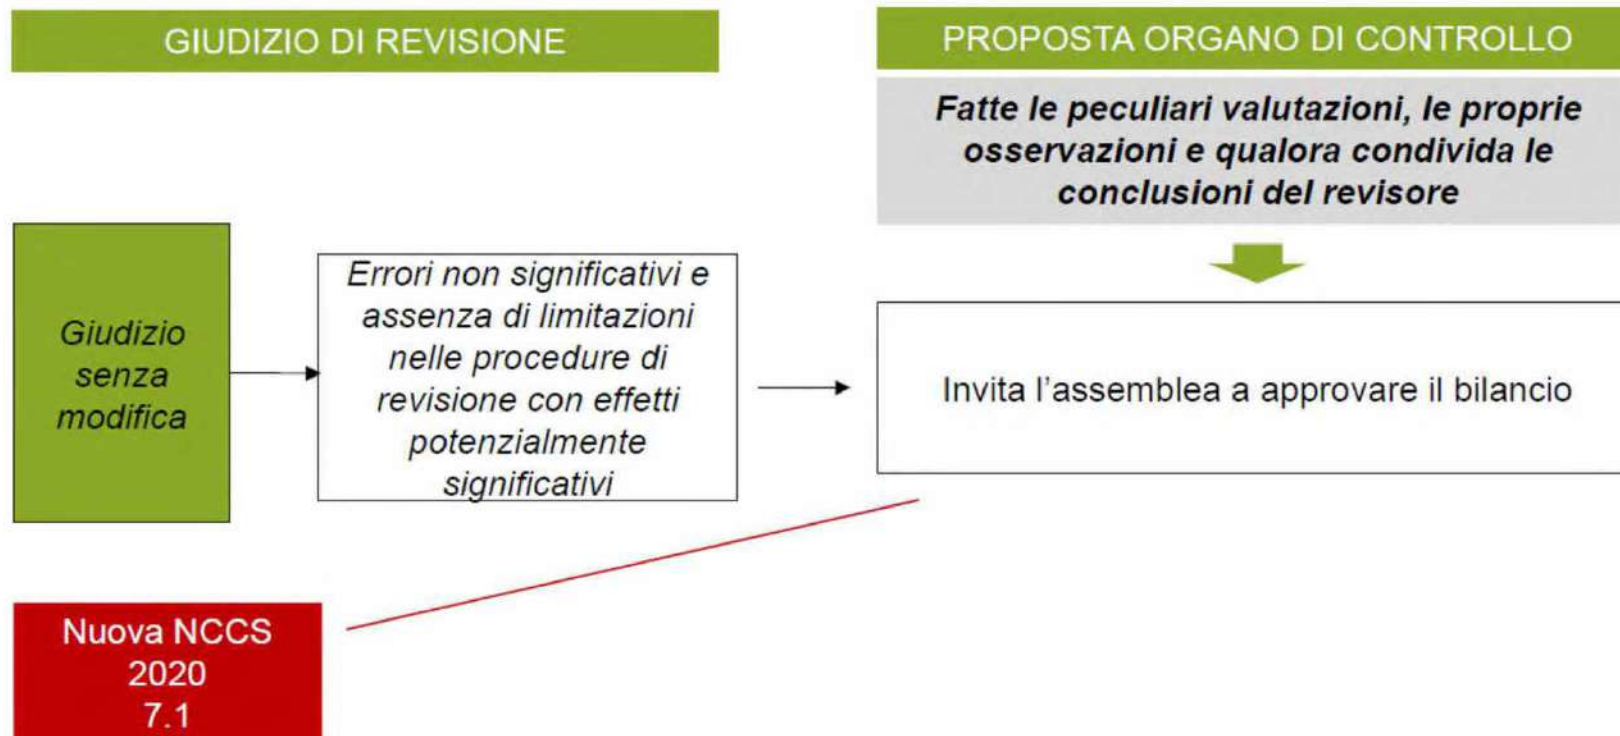 GIUDIZIO DI REVISIONE
PROPOSTA ORGANO DI CONTROLLO
Fatte le peculiari valutazioni, le proprie
osservazioni e qualora condivida le
conclusioni del revisore
Giudizio
senza
modifica
Errori non significativi e
assenza di limitazioni
nelle procedure di
revisione con effetti
potenzialmente
significativi
Invita l’assemblea a approvare il bilancio
Nuova NCCS
2020
7.1